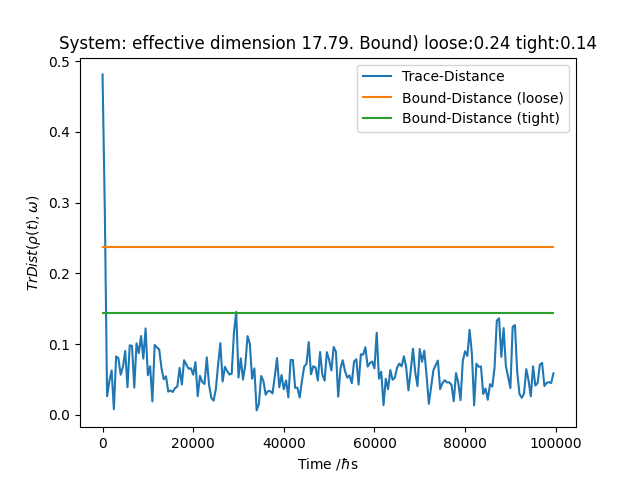 System: effective dimension 17.79. Bound) loose:0.24 tight:0.14
Trace-Distance
Bound-Distance (loose)
Bound-Distance (tight)
TrDist(ρ(t), ω)
0.5
0.4
0.3
0.2
0.1
0.0
0 20000 40000 60000 80000 100000
Time /ℏs